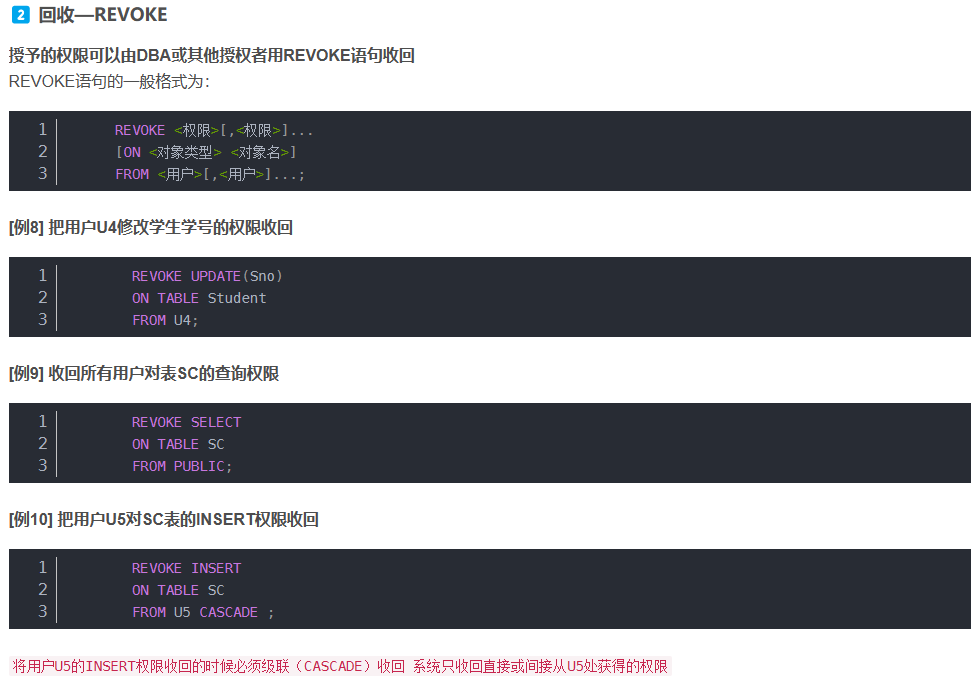 2 回收—REVOKE
授予的权限可以由DBA或其他授权者用REVOKE语句收回
REVOKE语句的一般格式为：
1 REVOKE <权限>[,<权限>]...
2 [ON <对象类型> <对象名>]
3 FROM <用户>[,<用户>]...;
[例8] 把用户U4修改学生学号的权限收回
1 REVOKE UPDATE(Sno)
2 ON TABLE Student
3 FROM U4;
[例9] 收回所有用户对表SC的查询权限
1 REVOKE SELECT
2 ON TABLE SC
3 FROM PUBLIC;
[例10] 把用户U5对SC表的INSERT权限收回
1 REVOKE INSERT
2 ON TABLE SC
3 FROM U5 CASCADE ;
将用户U5的INSERT权限收回的时候必须级联（CASCADE）收回 系统只收回直接或间接从U5处获得的权限